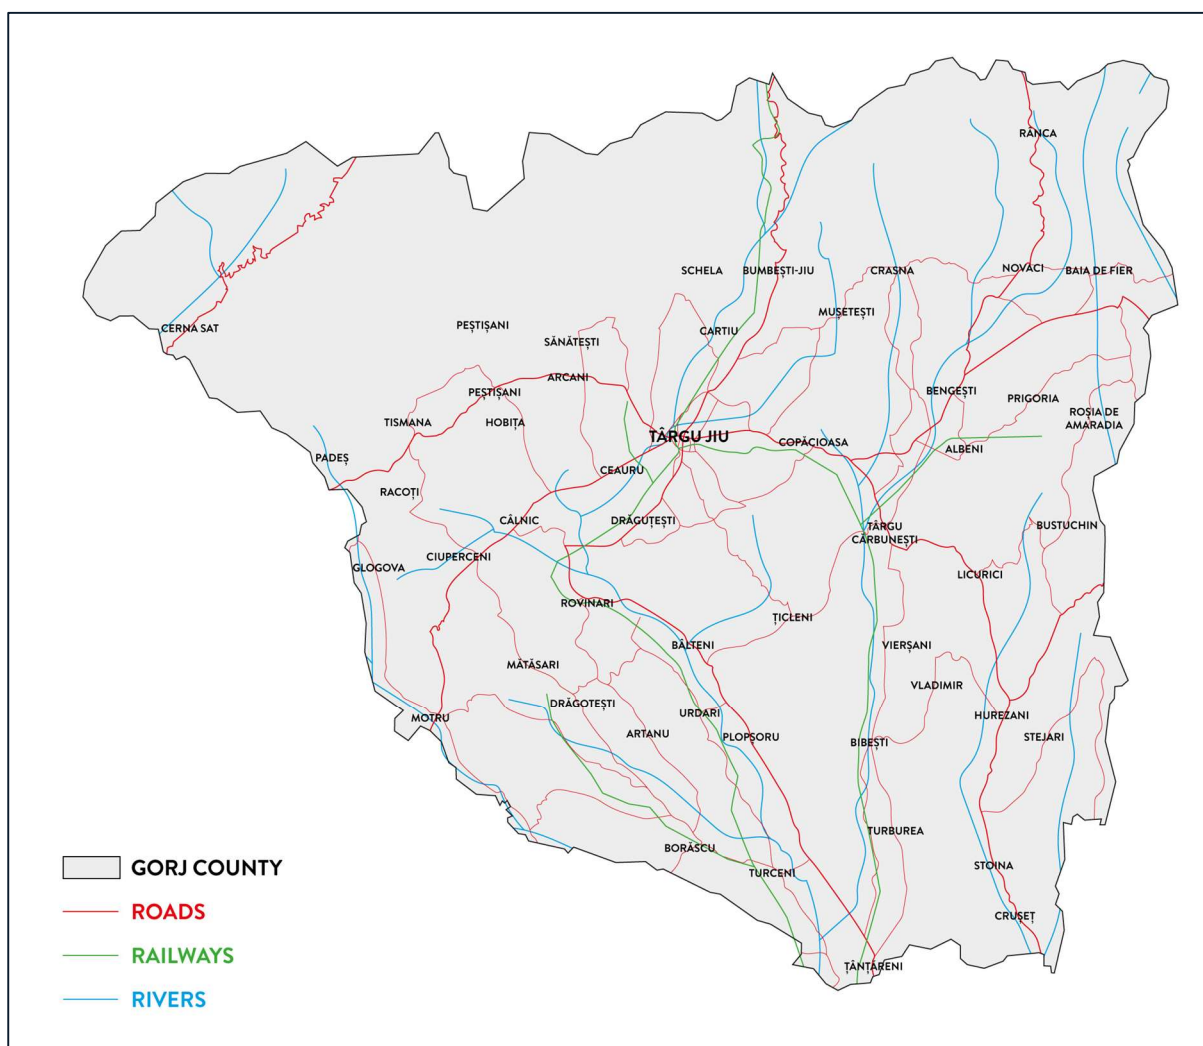 RÂNCA
SCHELA
BUMBEȘTI-JIU
CRASNA
NOVACI
BAIA DE FIER
CERNA SAT
PEȘTIȘANI
SĂNĂTEȘTI
CARTIU
MUȘETEȘTI
PEȘTIȘANI
ARCANI
BENGEȘTI
PRIGORIA
ROȘIA DE
AMARADIA
TISMANA
HOBIȚA
TÂRGU JIU
COPĂCIOASA
ALBENI
PADEȘ
CEAURU
RACOȚI
CÂLNIC
DRĂGUȚEȘTI
TÂRGU
CĂRBUNEȘTI
BUSTUCHIN
GLOGOVA
CIUPERCENI
LICURICI
ROVINARI
ȚICLENI
BÂLTENI
VIERȘANI
MĂTĂSARI
VLADIMIR
DRĂGOTEȘTI
MOTRU
URDARI
HUREZANI
ARTANU
PLOPȘORU
BIBEȘTI
STEJARI
BORĂSCU
TURBUREA
TURCENI
STOINA
CRUȘEȚ
ȚÂNȚĂRENI
GORJ COUNTY
ROADS
RAILWAYS
RIVERS